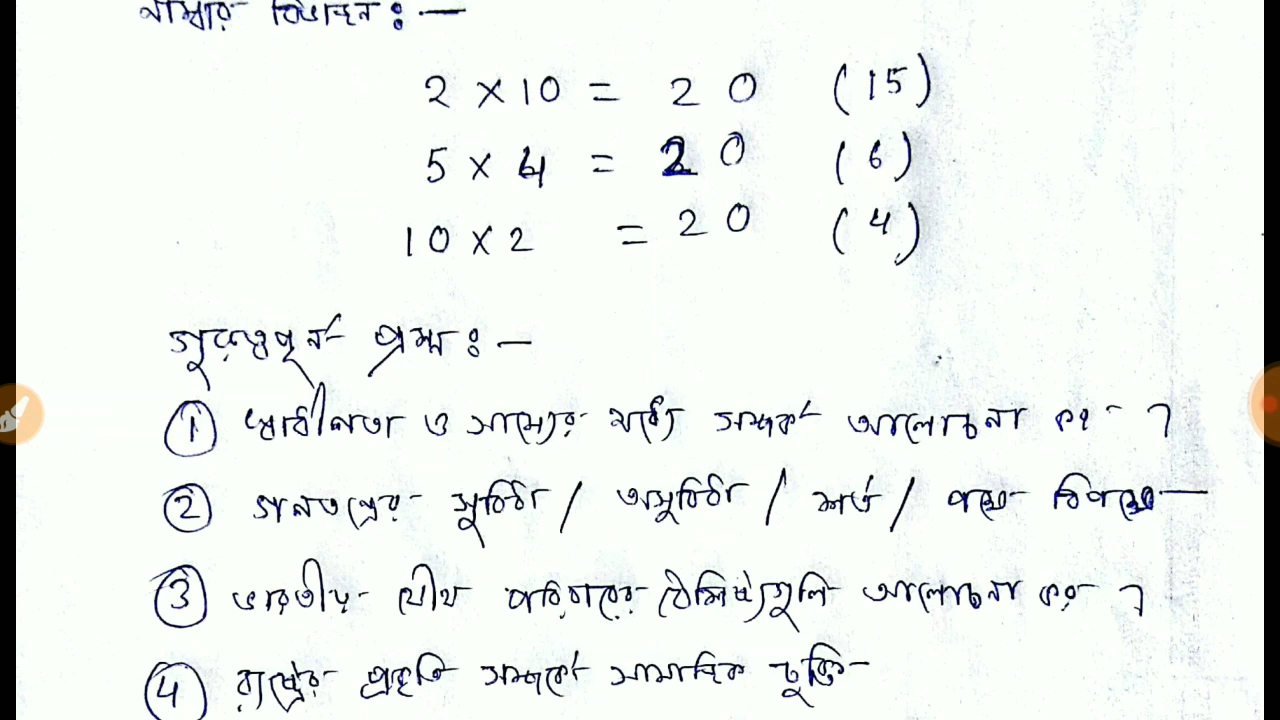 নাম্বার বিভাজন :—
2 × 10 = 20 (15)
5 × 4 = 20 (6)
10 × 2 = 20 (4)
গুরুত্বপূর্ন প্রশ্ন :—
① স্বাধীনতা ও সাম্যের মধ্যে সম্পর্ক আলোচনা কর ?
② গনতন্ত্রের সুবিধা / অসুবিধা / শর্ত / পক্ষে বিপক্ষে—
③ ভারতীয় যৌথ পরিবারের বৈশিষ্ট্যগুলি আলোচনা কর ?
④ রাষ্ট্রের প্রকৃতি সম্পর্কে সামাজিক চুক্তি